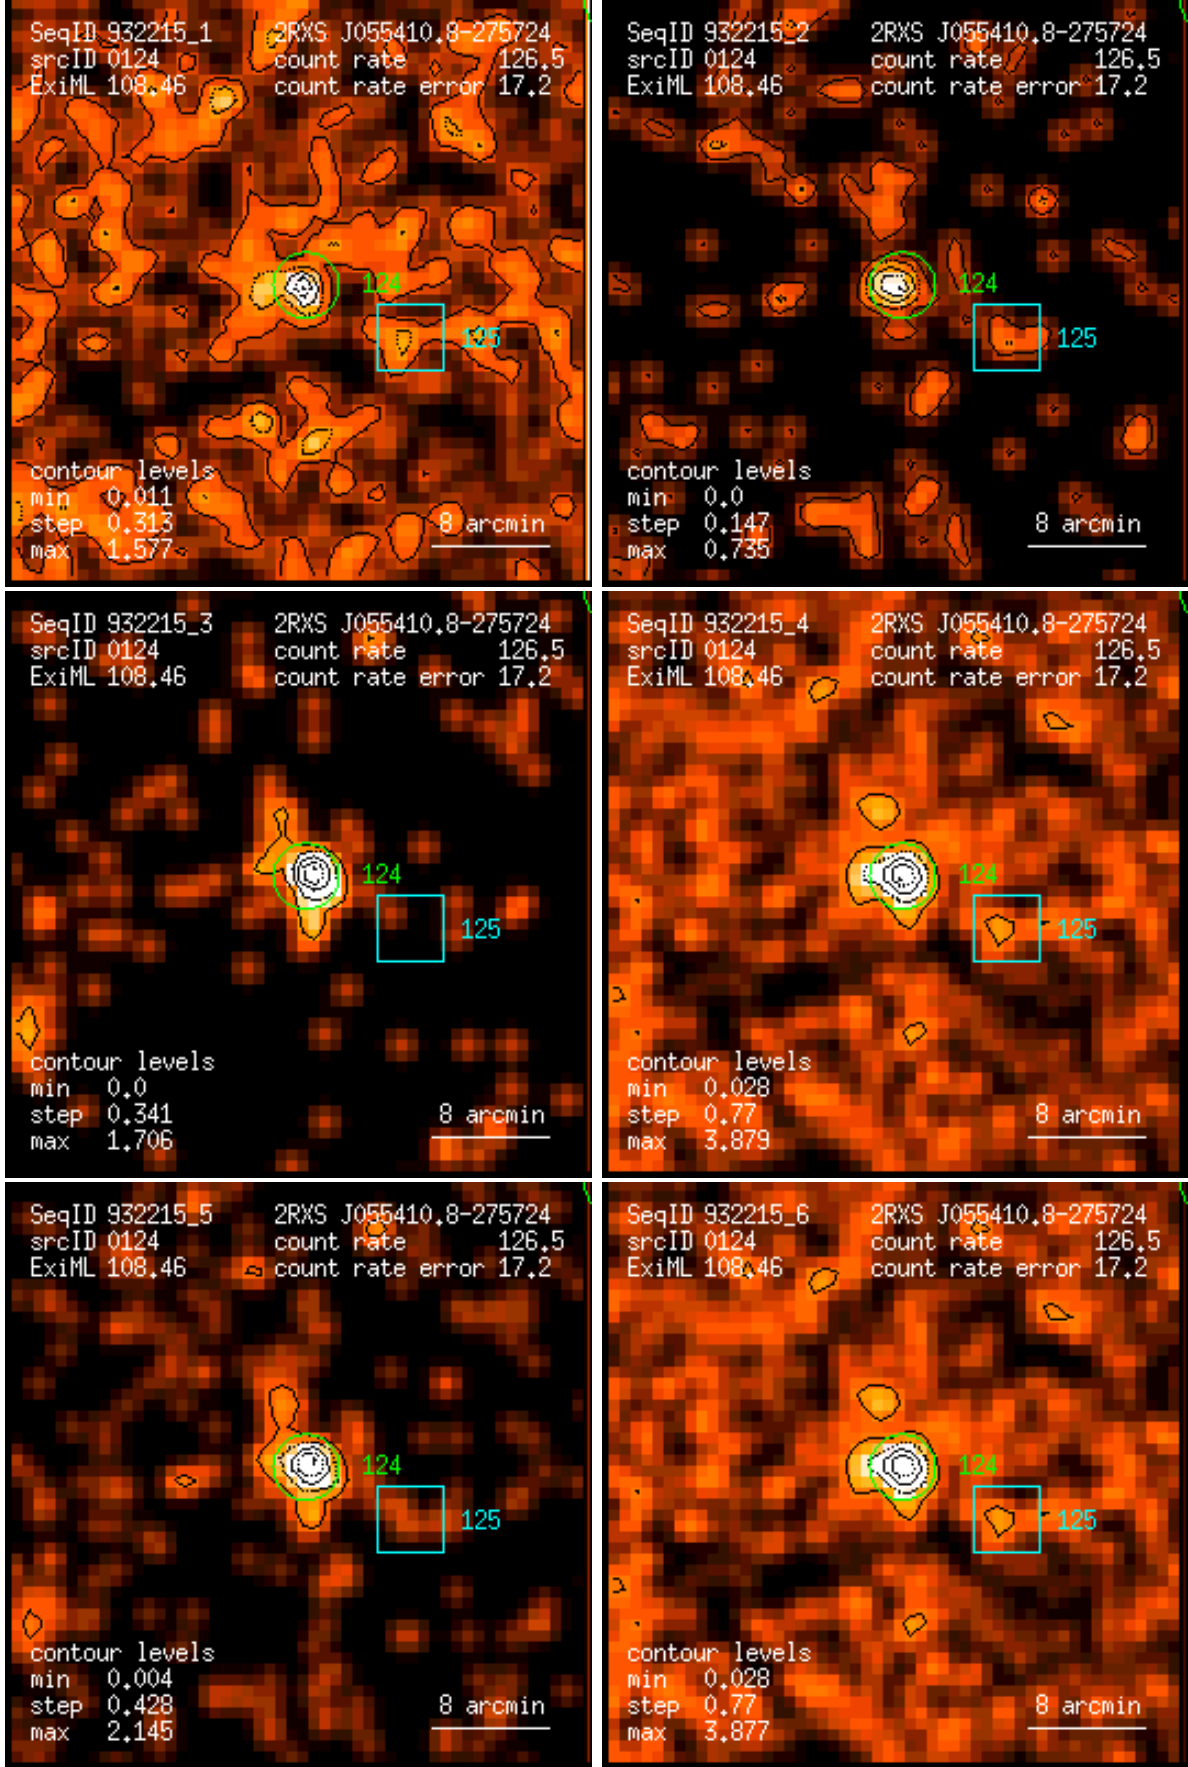 SeqID 932215_1 2RXS J055410.8-275724
srcID 0124 count rate 126.5
ExiML 108.46 count rate error 17.2
124
125
contour levels
min 0.011
step 0.313 8 arcmin
max 1.577
SeqID 932215_2 2RXS J055410.8-275724
srcID 0124 count rate 126.5
ExiML 108.46 count rate error 17.2
124
125
contour levels
min 0.0
step 0.147 8 arcmin
max 0.735
SeqID 932215_3 2RXS J055410.8-275724
srcID 0124 count rate 126.5
ExiML 108.46 count rate error 17.2
124
125
contour levels
min 0.0
step 0.341 8 arcmin
max 1.706
SeqID 932215_4 2RXS J055410.8-275724
srcID 0124 count rate 126.5
ExiML 108.46 count rate error 17.2
124
125
contour levels
min 0.028
step 0.77 8 arcmin
max 3.879
SeqID 932215_5 2RXS J055410.8-275724
srcID 0124 count rate 126.5
ExiML 108.46 count rate error 17.2
124
125
contour levels
min 0.004
step 0.428 8 arcmin
max 2.145
SeqID 932215_6 2RXS J055410.8-275724
srcID 0124 count rate 126.5
ExiML 108.46 count rate error 17.2
124
125
contour levels
min 0.028
step 0.77 8 arcmin
max 3.877